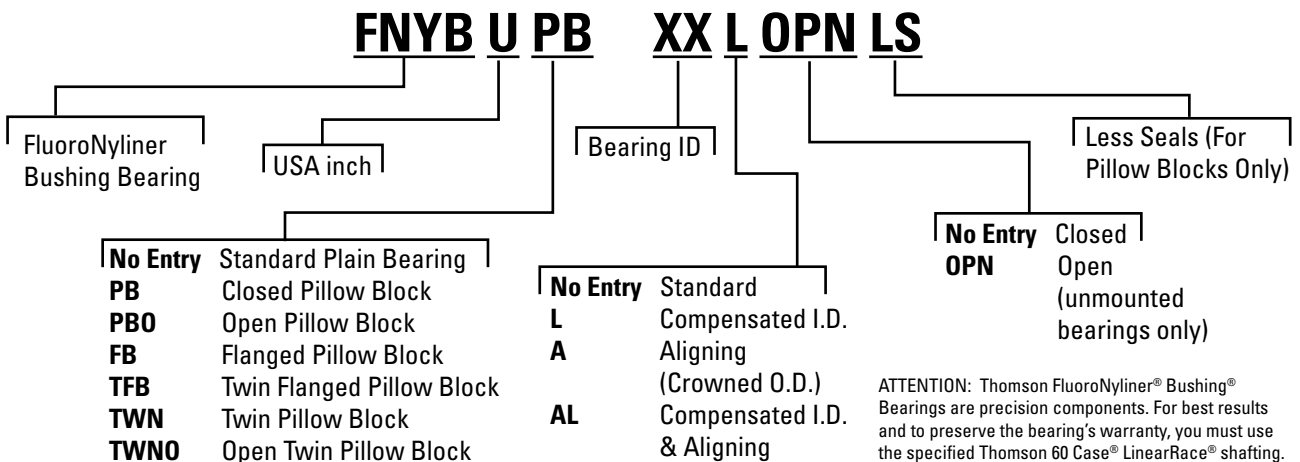 FNYB U PB XX L OPN LS
FluoroNyliner
Bushing Bearing
USA inch
Bearing ID
Less Seals (For
Pillow Blocks Only)
No Entry Standard Plain Bearing
PB Closed Pillow Block
PBO Open Pillow Block
FB Flanged Pillow Block
TFB Twin Flanged Pillow Block
TWN Twin Pillow Block
TWNO Open Twin Pillow Block
No Entry Standard
L Compensated I.D.
A Aligning
(Crowned O.D.)
AL Compensated I.D.
& Aligning
No Entry Closed
OPN Open
(unmounted
bearings only)
ATTENTION: Thomson FluoroNyliner® Bushing®
Bearings are precision components. For best results
and to preserve the bearing's warranty, you must use
the specified Thomson 60 Case® LinearRace® shafting.